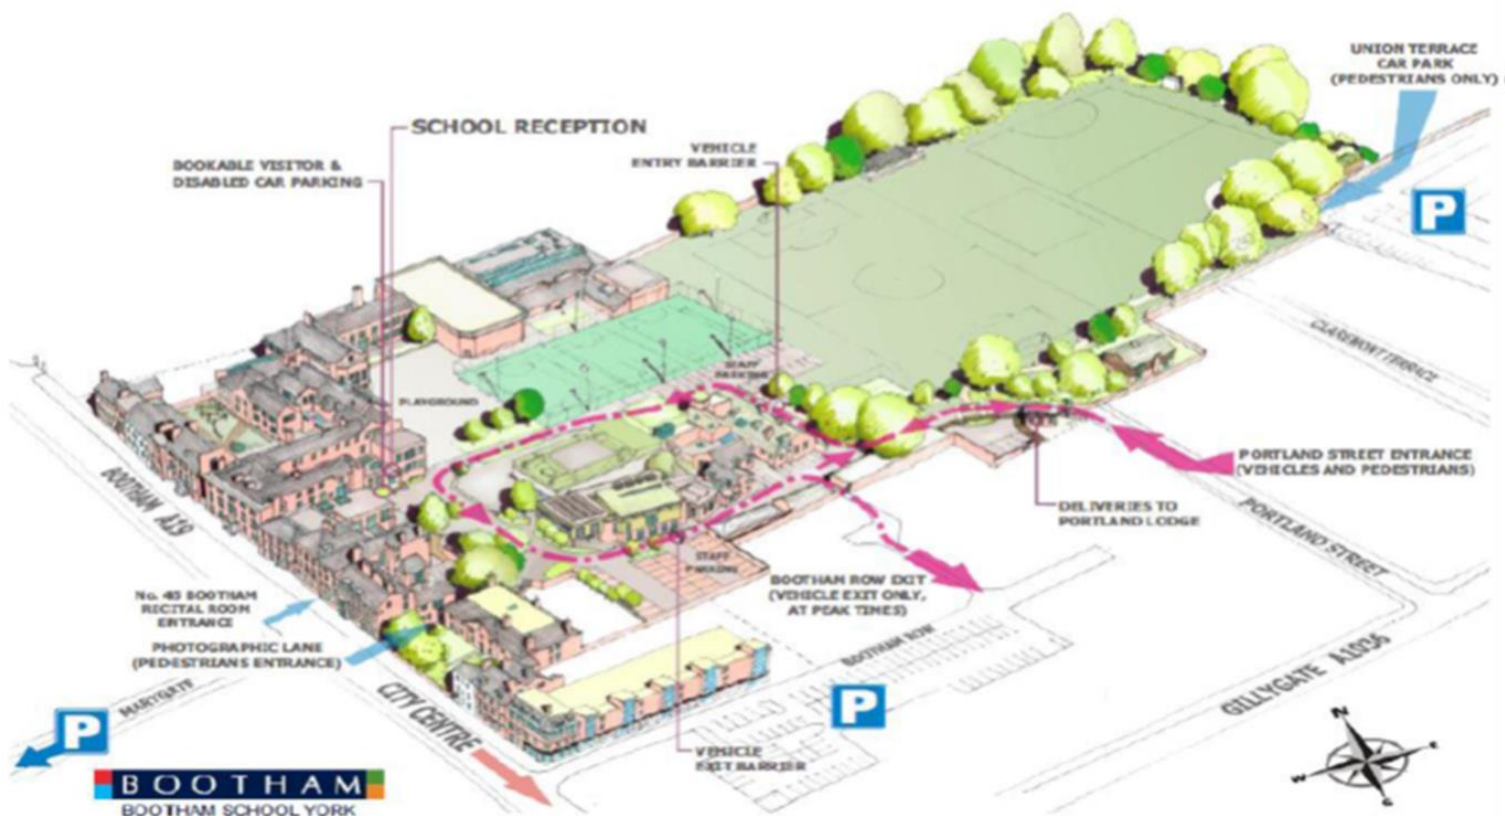 UNION TERRACE
CAR PARK
(PEDESTRIANS ONLY)
SCHOOL RECEPTION
VEHICLE
ENTRY BARRIER
BOOKABLE VISITOR &
DISABLED CAR PARKING
P
CLAREMONT TERRACE
STAFF
PARKING
PLAYGROUND
PORTLAND STREET ENTRANCE
(VEHICLES AND PEDESTRIANS)
BOOTHAM A19
DELIVERIES TO
PORTLAND LODGE
PORTLAND STREET
STAFF
PARKING
BOOTHAM ROW EXIT
(VEHICLE EXIT ONLY,
AT PEAK TIMES)
No. 45 BOOTHAM
RECITAL ROOM
ENTRANCE
PHOTOGRAPHIC LANE
(PEDESTRIANS ENTRANCE)
BOOTHAM ROW
GILLYGATE A1036
MARYGATE
CITY CENTRE
P
P
VEHICLE
EXIT BARRIER
N
E
W
S
BOOTHAM
BOOTHAM SCHOOL YORK